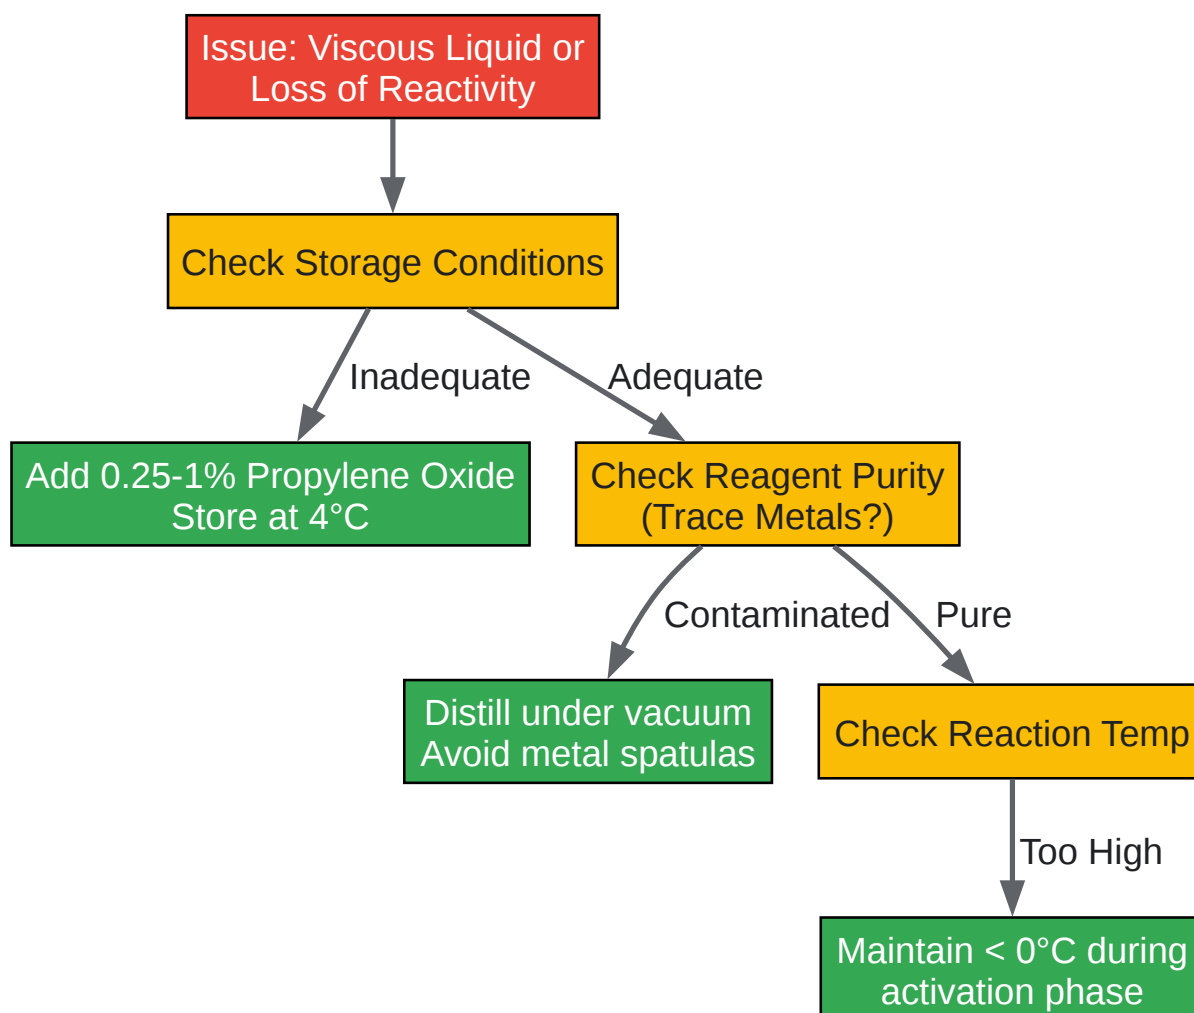 Issue: Viscous Liquid or
Loss of Reactivity
Check Storage Conditions
Inadequate
Adequate
Add 0.25-1% Propylene Oxide
Store at 4°C
Check Reagent Purity
(Trace Metals?)
Contaminated
Pure
Distill under vacuum
Avoid metal spatulas
Check Reaction Temp
Too High
Maintain < 0°C during
activation phase